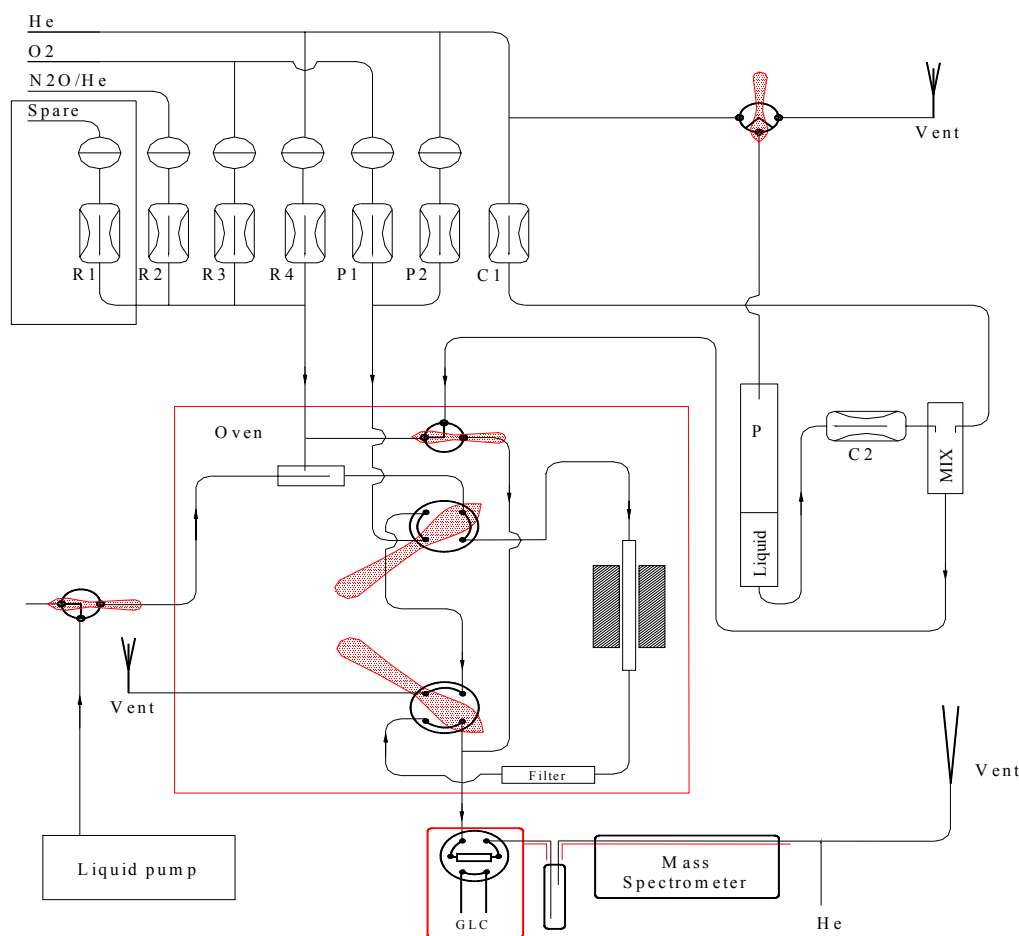 He
O2
N2O/He
Spare
Vent
R1
R2
R3
R4
P1
P2
C1
Oven
P
C2
MIX
Liquid
Vent
Filter
Vent
Liquid pump
Mass
Spectrometer
GLC
He